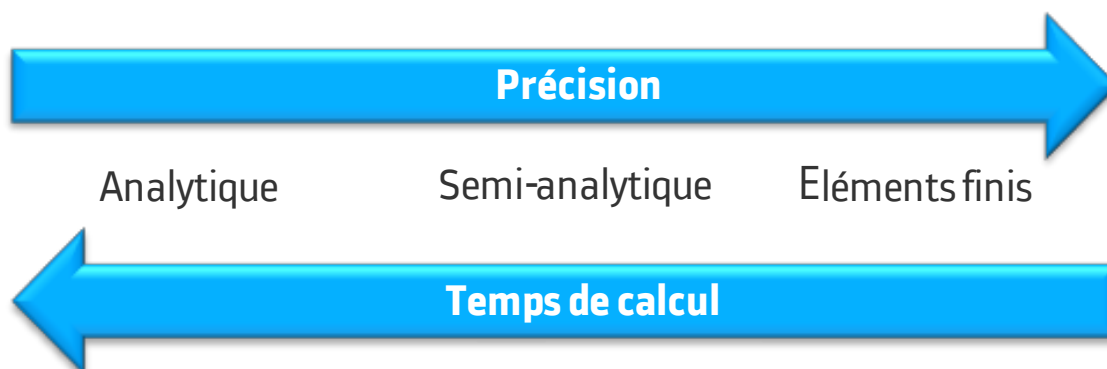 Précision
Analytique Semi-analytique Eléments finis
Temps de calcul